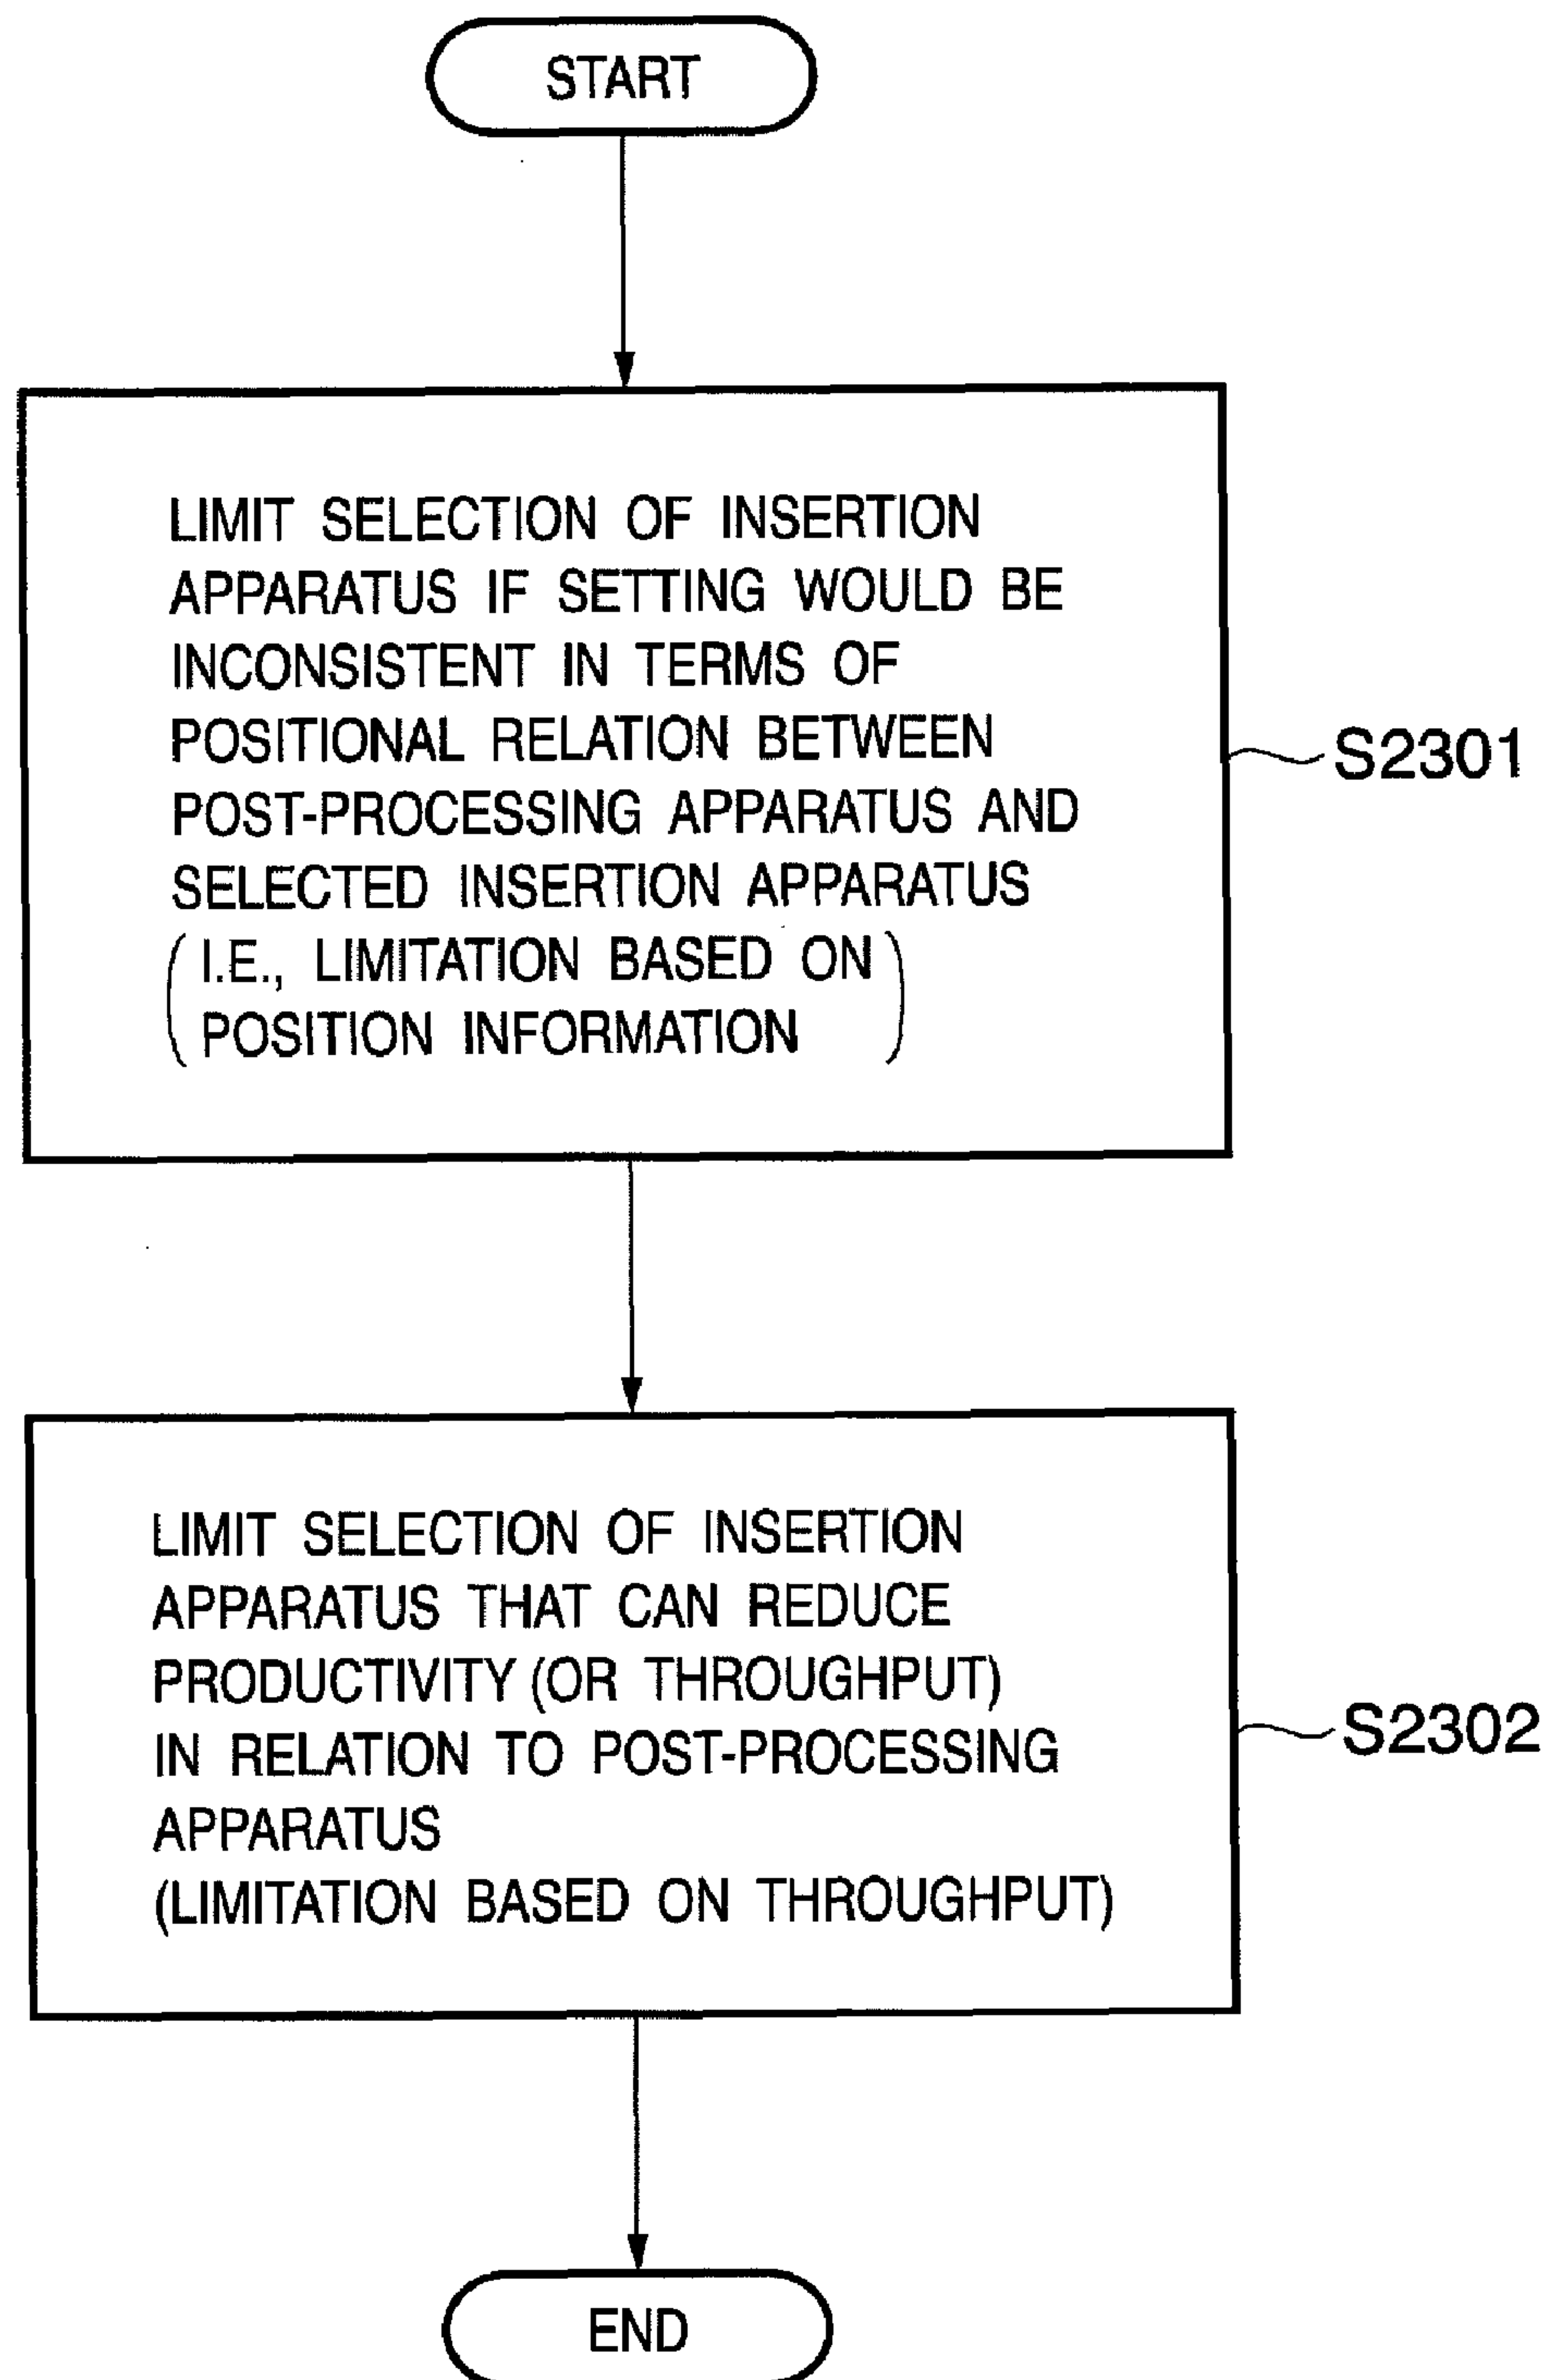 START
LIMIT SELECTION OF INSERTION
APPARATUS IF SETTING WOULD BE
INCONSISTENT IN TERMS OF
POSITIONAL RELATION BETWEEN
POST-PROCESSING APPARATUS AND
SELECTED INSERTION APPARATUS
(I.E., LIMITATION BASED ON
POSITION INFORMATION)
S2301
LIMIT SELECTION OF INSERTION
APPARATUS THAT CAN REDUCE
PRODUCTIVITY (OR THROUGHPUT)
IN RELATION TO POST-PROCESSING
APPARATUS
(LIMITATION BASED ON THROUGHPUT)
S2302
END